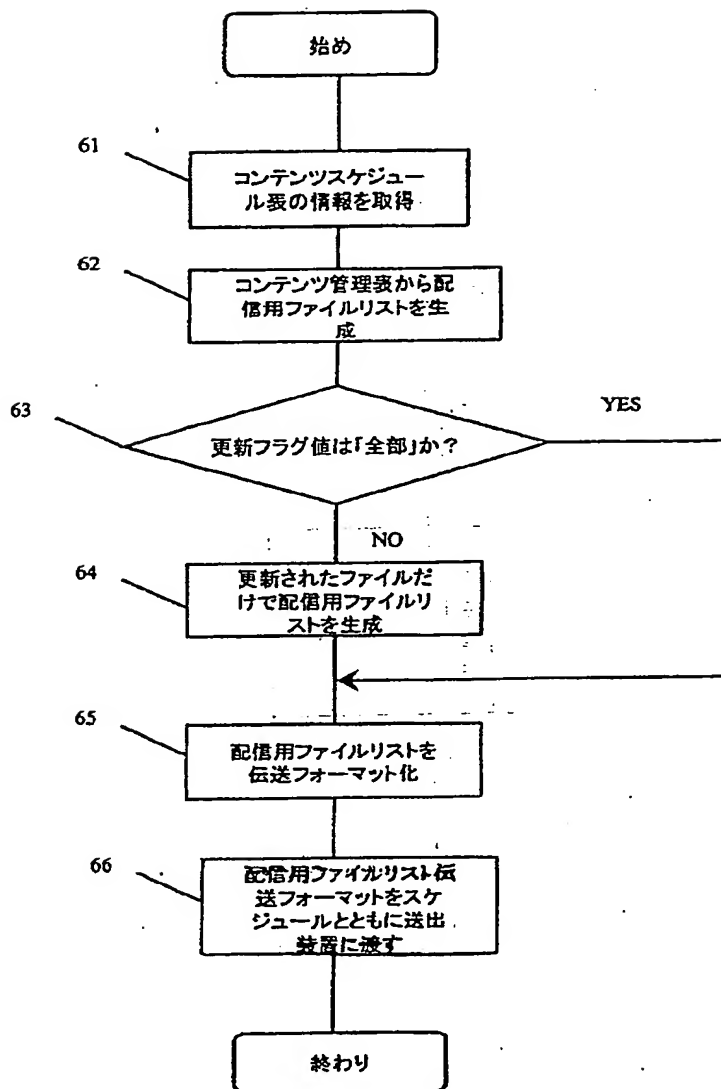 始め
61
コンテンツスケジュー
ル表の情報を取得
62
コンテンツ管理表から配
信用ファイルリストを生
成
63
更新フラグ値は「全部」か？
YES
NO
64
更新されたファイルだ
けで配信用ファイルリ
ストを生成
65
配信用ファイルリストを
伝送フォーマット化
66
配信用ファイルリスト伝
送フォーマットをスケ
ジュールとともに送出
装置に渡す
終わり